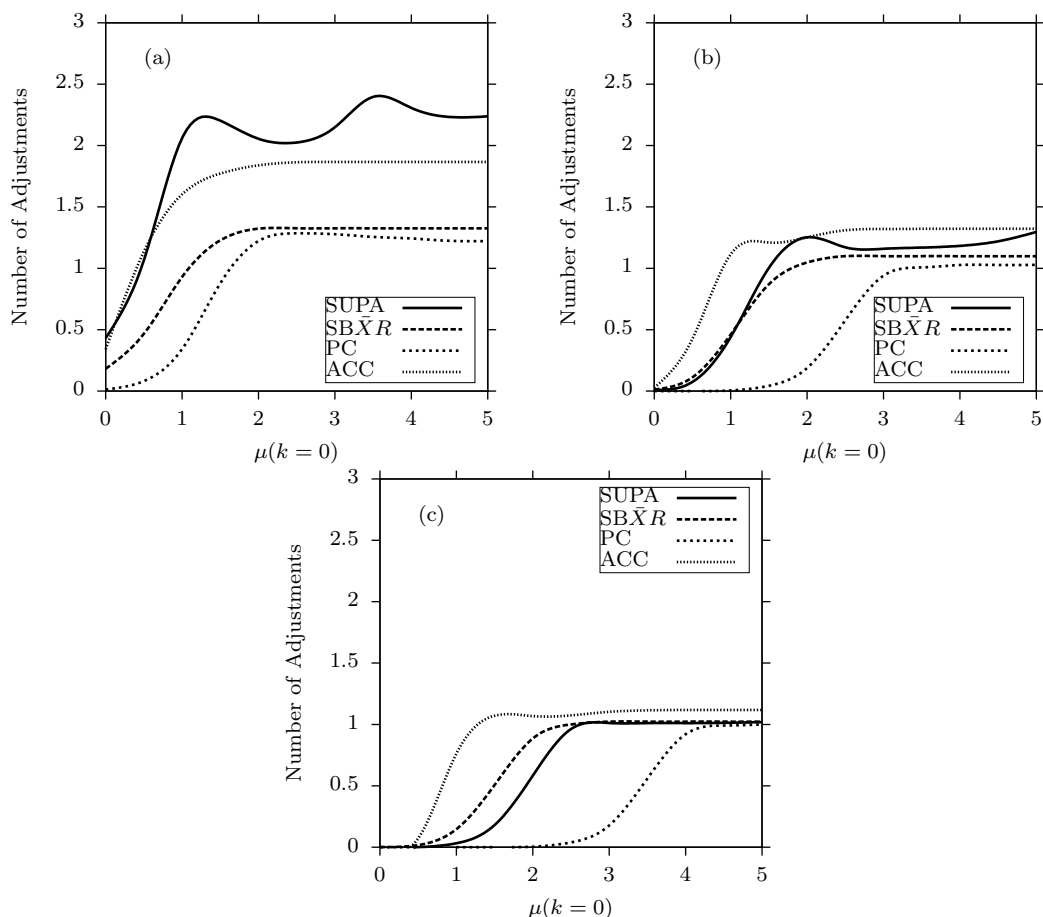 (a)
Number of Adjustments
3
2.5
2
1.5
1
0.5
0
SUPA
SBX̄R
PC
ACC
0 1 2 3 4 5
μ(k = 0)
(b)
Number of Adjustments
3
2.5
2
1.5
1
0.5
0
SUPA
SBX̄R
PC
ACC
0 1 2 3 4 5
μ(k = 0)
(c)
Number of Adjustments
3
2.5
2
1.5
1
0.5
0
SUPA
SBX̄R
PC
ACC
0 1 2 3 4 5
μ(k = 0)